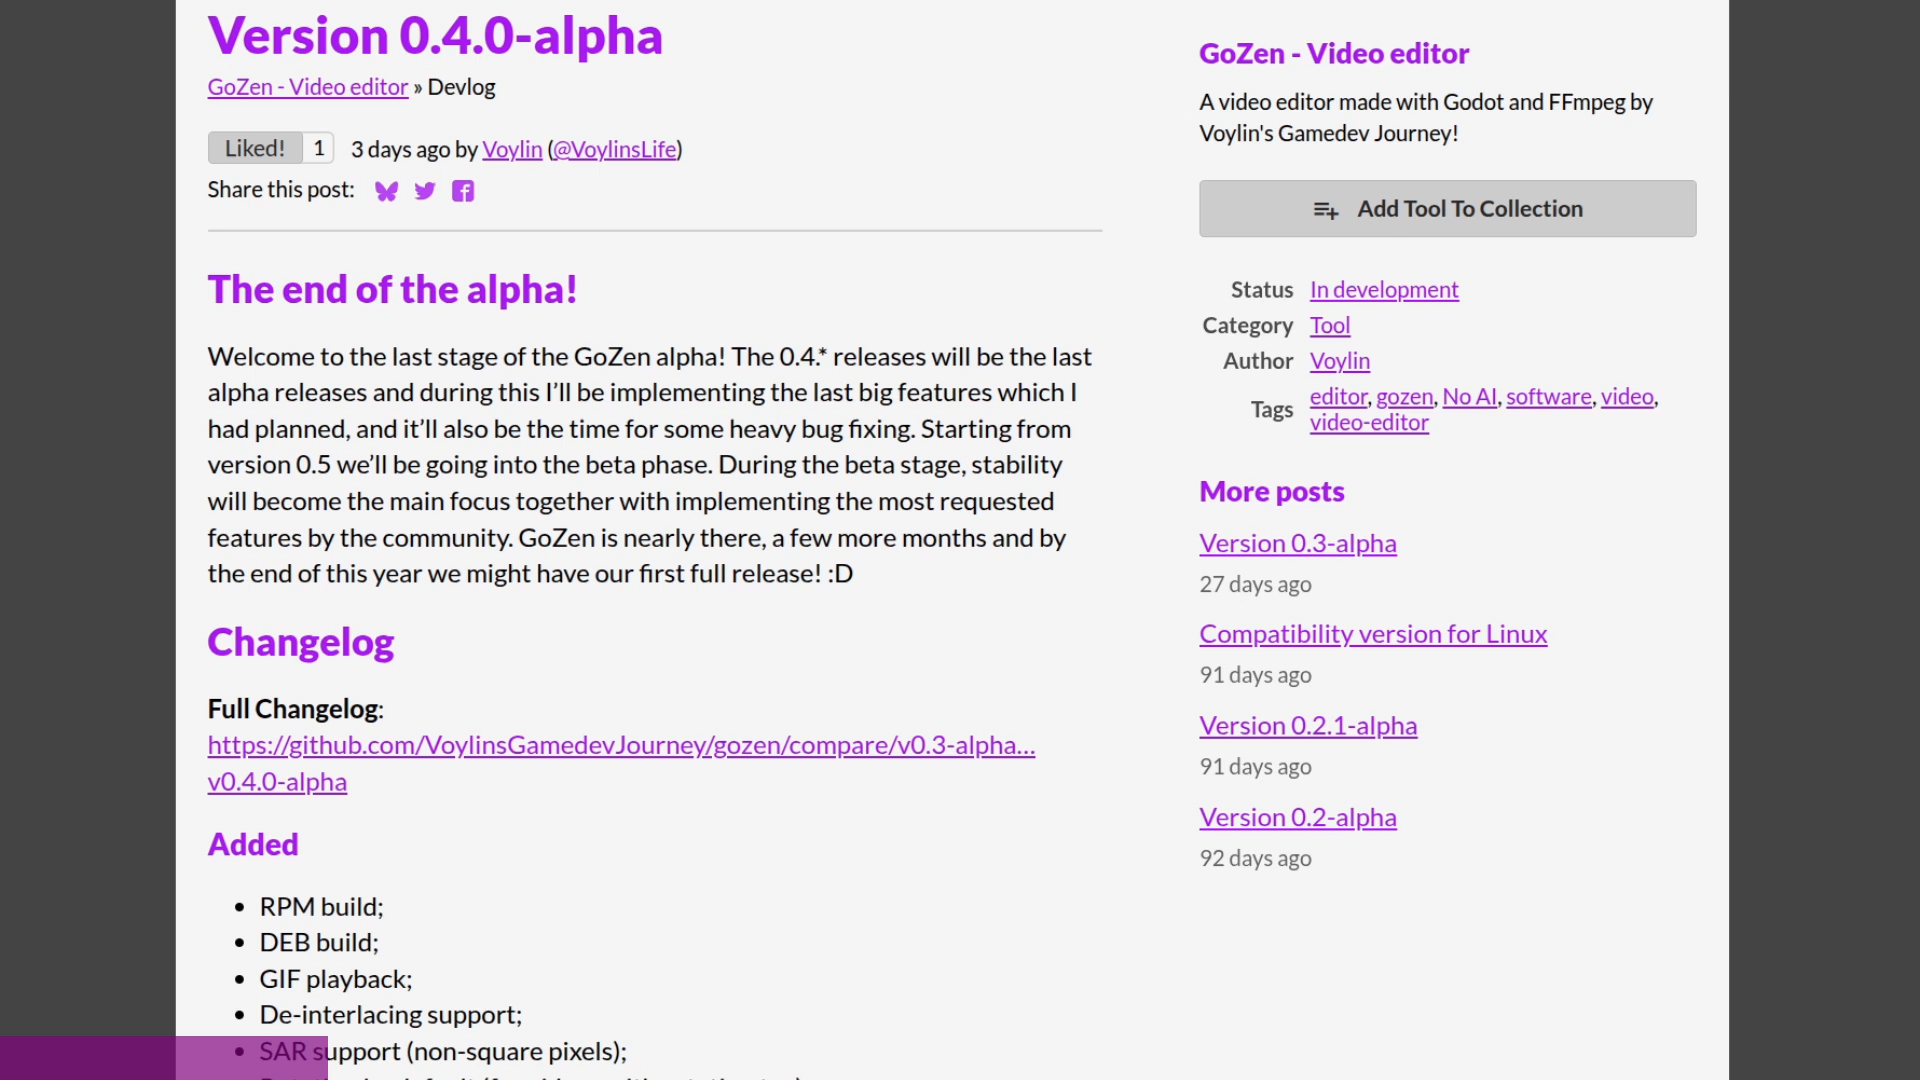 Version 0.4.0-alpha
GoZen - Video editor » Devlog
Liked! 1 3 days ago by Voylin (@VoylinsLife)
Share this post:
The end of the alpha!
Welcome to the last stage of the GoZen alpha! The 0.4.* releases will be the last
alpha releases and during this I’ll be implementing the last big features which I
had planned, and it’ll also be the time for some heavy bug fixing. Starting from
version 0.5 we’ll be going into the beta phase. During the beta stage, stability
will become the main focus together with implementing the most requested
features by the community. GoZen is nearly there, a few more months and by
the end of this year we might have our first full release! :D
Changelog
Full Changelog:
https://github.com/VoylinsGamedevJourney/gozen/compare/v0.3-alpha...
v0.4.0-alpha
Added
• RPM build;
• DEB build;
• GIF playback;
• De-interlacing support;
• SAR support (non-square pixels);
GoZen - Video editor
A video editor made with Godot and FFmpeg by
Voylin's Gamedev Journey!
Add Tool To Collection
Status In development
Category Tool
Author Voylin
Tags editor, gozen, No AI, software, video,
video-editor
More posts
Version 0.3-alpha
27 days ago
Compatibility version for Linux
91 days ago
Version 0.2.1-alpha
91 days ago
Version 0.2-alpha
92 days ago